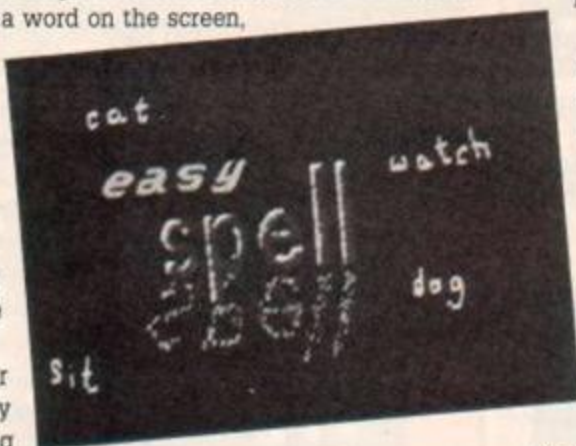 a word on the screen,
cat
easy
watch
spell
dog
sit
r
y
g